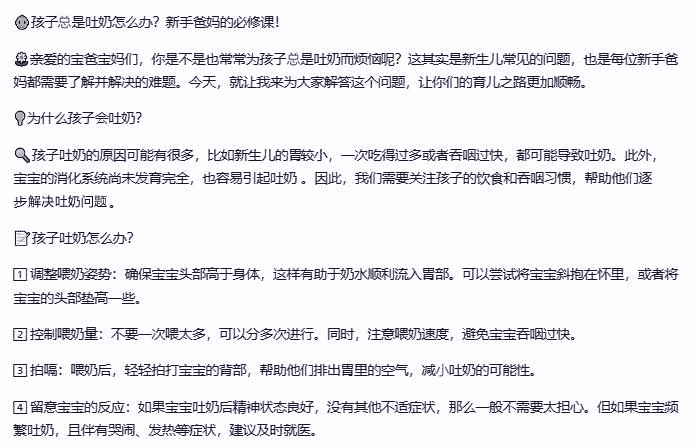 👶孩子总是吐奶怎么办？新手爸妈的必修课！
🤱亲爱的宝爸宝妈们，你是不是也常常为孩子总是吐奶而烦恼呢？这其实是新生儿常见的问题，也是每位新手爸
妈都需要了解并解决的难题。今天，就让我来为大家解答这个问题，让你们的育儿之路更加顺畅。
💡为什么孩子会吐奶？
🔍孩子吐奶的原因可能有很多，比如新生儿的胃较小，一次吃得过多或者吞咽过快，都可能导致吐奶。此外，
宝宝的消化系统尚未发育完全，也容易引起吐奶 。因此，我们需要关注孩子的饮食和吞咽习惯，帮助他们逐
步解决吐奶问题。
📝孩子吐奶怎么办？
1️⃣调整喂奶姿势：确保宝宝头部高于身体，这样有助于奶水顺利流入胃部。可以尝试将宝宝斜抱在怀里，或者将
宝宝的头部垫高一些。
2️⃣控制喂奶量：不要一次喂太多，可以分多次进行。同时，注意喂奶速度，避免宝宝吞咽过快。
3️⃣拍嗝：喂奶后，轻轻拍打宝宝的背部，帮助他们排出胃里的空气，减小吐奶的可能性。
4️⃣留意宝宝的反应：如果宝宝吐奶后精神状态良好，没有其他不适症状，那么一般不需要太担心。但如果宝宝频
繁吐奶，且伴有哭闹、发热等症状，建议及时就医。